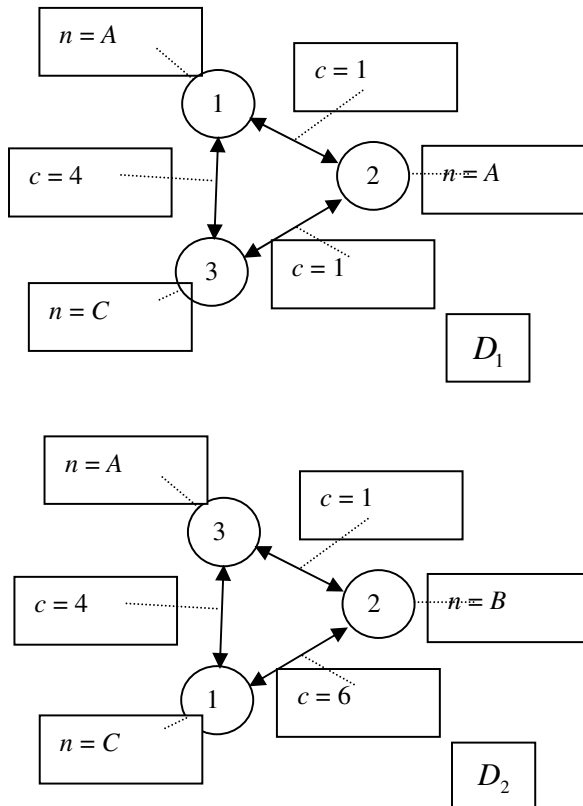 n = A
c = 1
1
c = 4
2
n = A
3
c = 1
n = C
D₁
n = A
c = 1
3
c = 4
2
n = B
1
c = 6
n = C
D₂